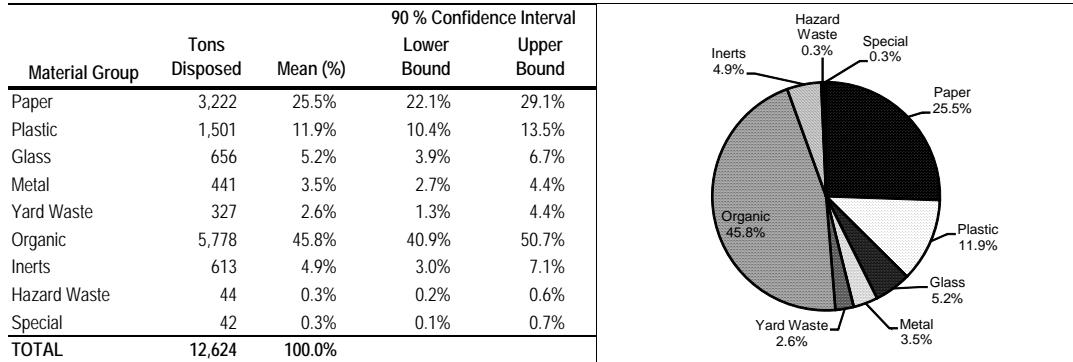 90 % Confidence Interval
Tons Lower Upper
Material Group Disposed Mean (%) Bound Bound
Paper 3,222 25.5% 22.1% 29.1%
Plastic 1,501 11.9% 10.4% 13.5%
Glass 656 5.2% 3.9% 6.7%
Metal 441 3.5% 2.7% 4.4%
Yard Waste 327 2.6% 1.3% 4.4%
Organic 5,778 45.8% 40.9% 50.7%
Inerts 613 4.9% 3.0% 7.1%
Hazard Waste 44 0.3% 0.2% 0.6%
Special 42 0.3% 0.1% 0.7%
TOTAL 12,624 100.0%
Hazard
Waste
0.3%
Special
0.3%
Inerts
4.9%
Paper
25.5%
Organic
45.8%
Plastic
11.9%
Glass
5.2%
Yard Waste
2.6%
Metal
3.5%